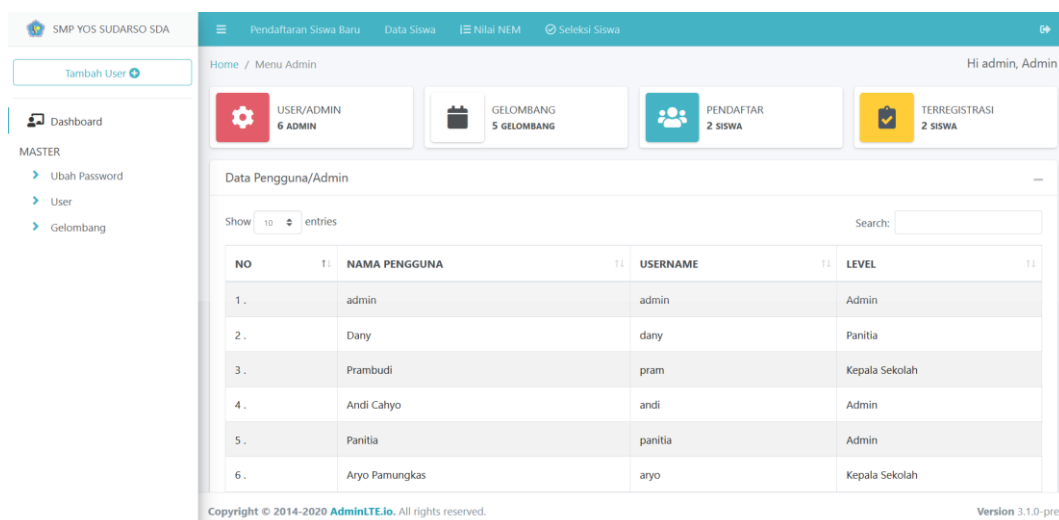 SMP YOS SUDARSO SDA
Pendaftaran Siswa Baru Data Siswa Nilai NEM Seleksi Siswa
Tambah User
Dashboard
MASTER
Ubah Password
User
Gelombang
Home / Menu Admin
Hi admin, Admin
USER/ADMIN
6 ADMIN
GELOMBANG
5 GELOMBANG
PENDAFTAR
2 SISWA
TERREGISTRASI
2 SISWA
Data Pengguna/Admin
Show 10 entries
Search:
NO NAMA PENGGUNA USERNAME LEVEL
1 . admin admin Admin
2 . Dany dany Panitia
3 . Prambudi pram Kepala Sekolah
4 . Andi Cahyo andi Admin
5 . Panitia panitia Admin
6 . Aryo Pamungkas aryo Kepala Sekolah
Copyright © 2014-2020 AdminLTE.io. All rights reserved.
Version 3.1.0-pre